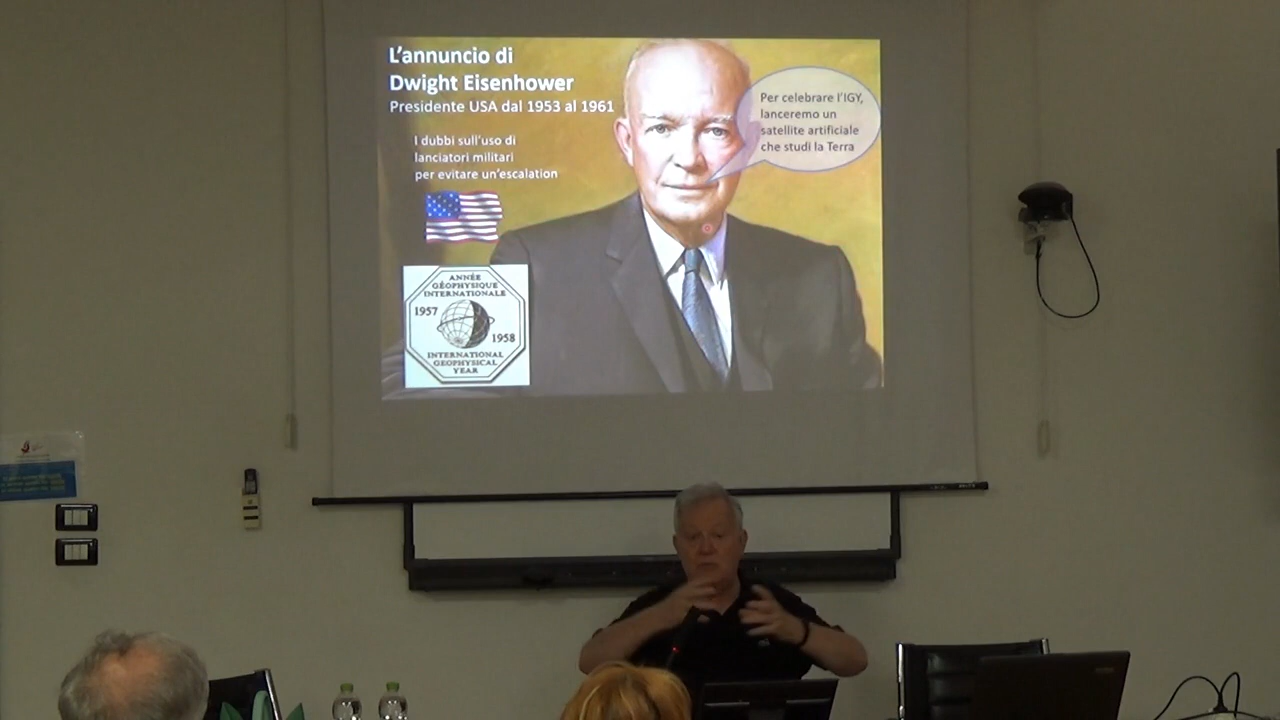 L'annuncio di
Dwight Eisenhower
Presidente USA dal 1953 al 1961
I dubbi sull'uso di
lanciatori militari
per evitare un'escalation
Per celebrare l'IGY,
lanceremo un
satellite artificiale
che studi la Terra
ANNÉE
GÉOPHYSIQUE
INTERNATIONALE
1957
1958
INTERNATIONAL
GEOPHYSICAL
YEAR